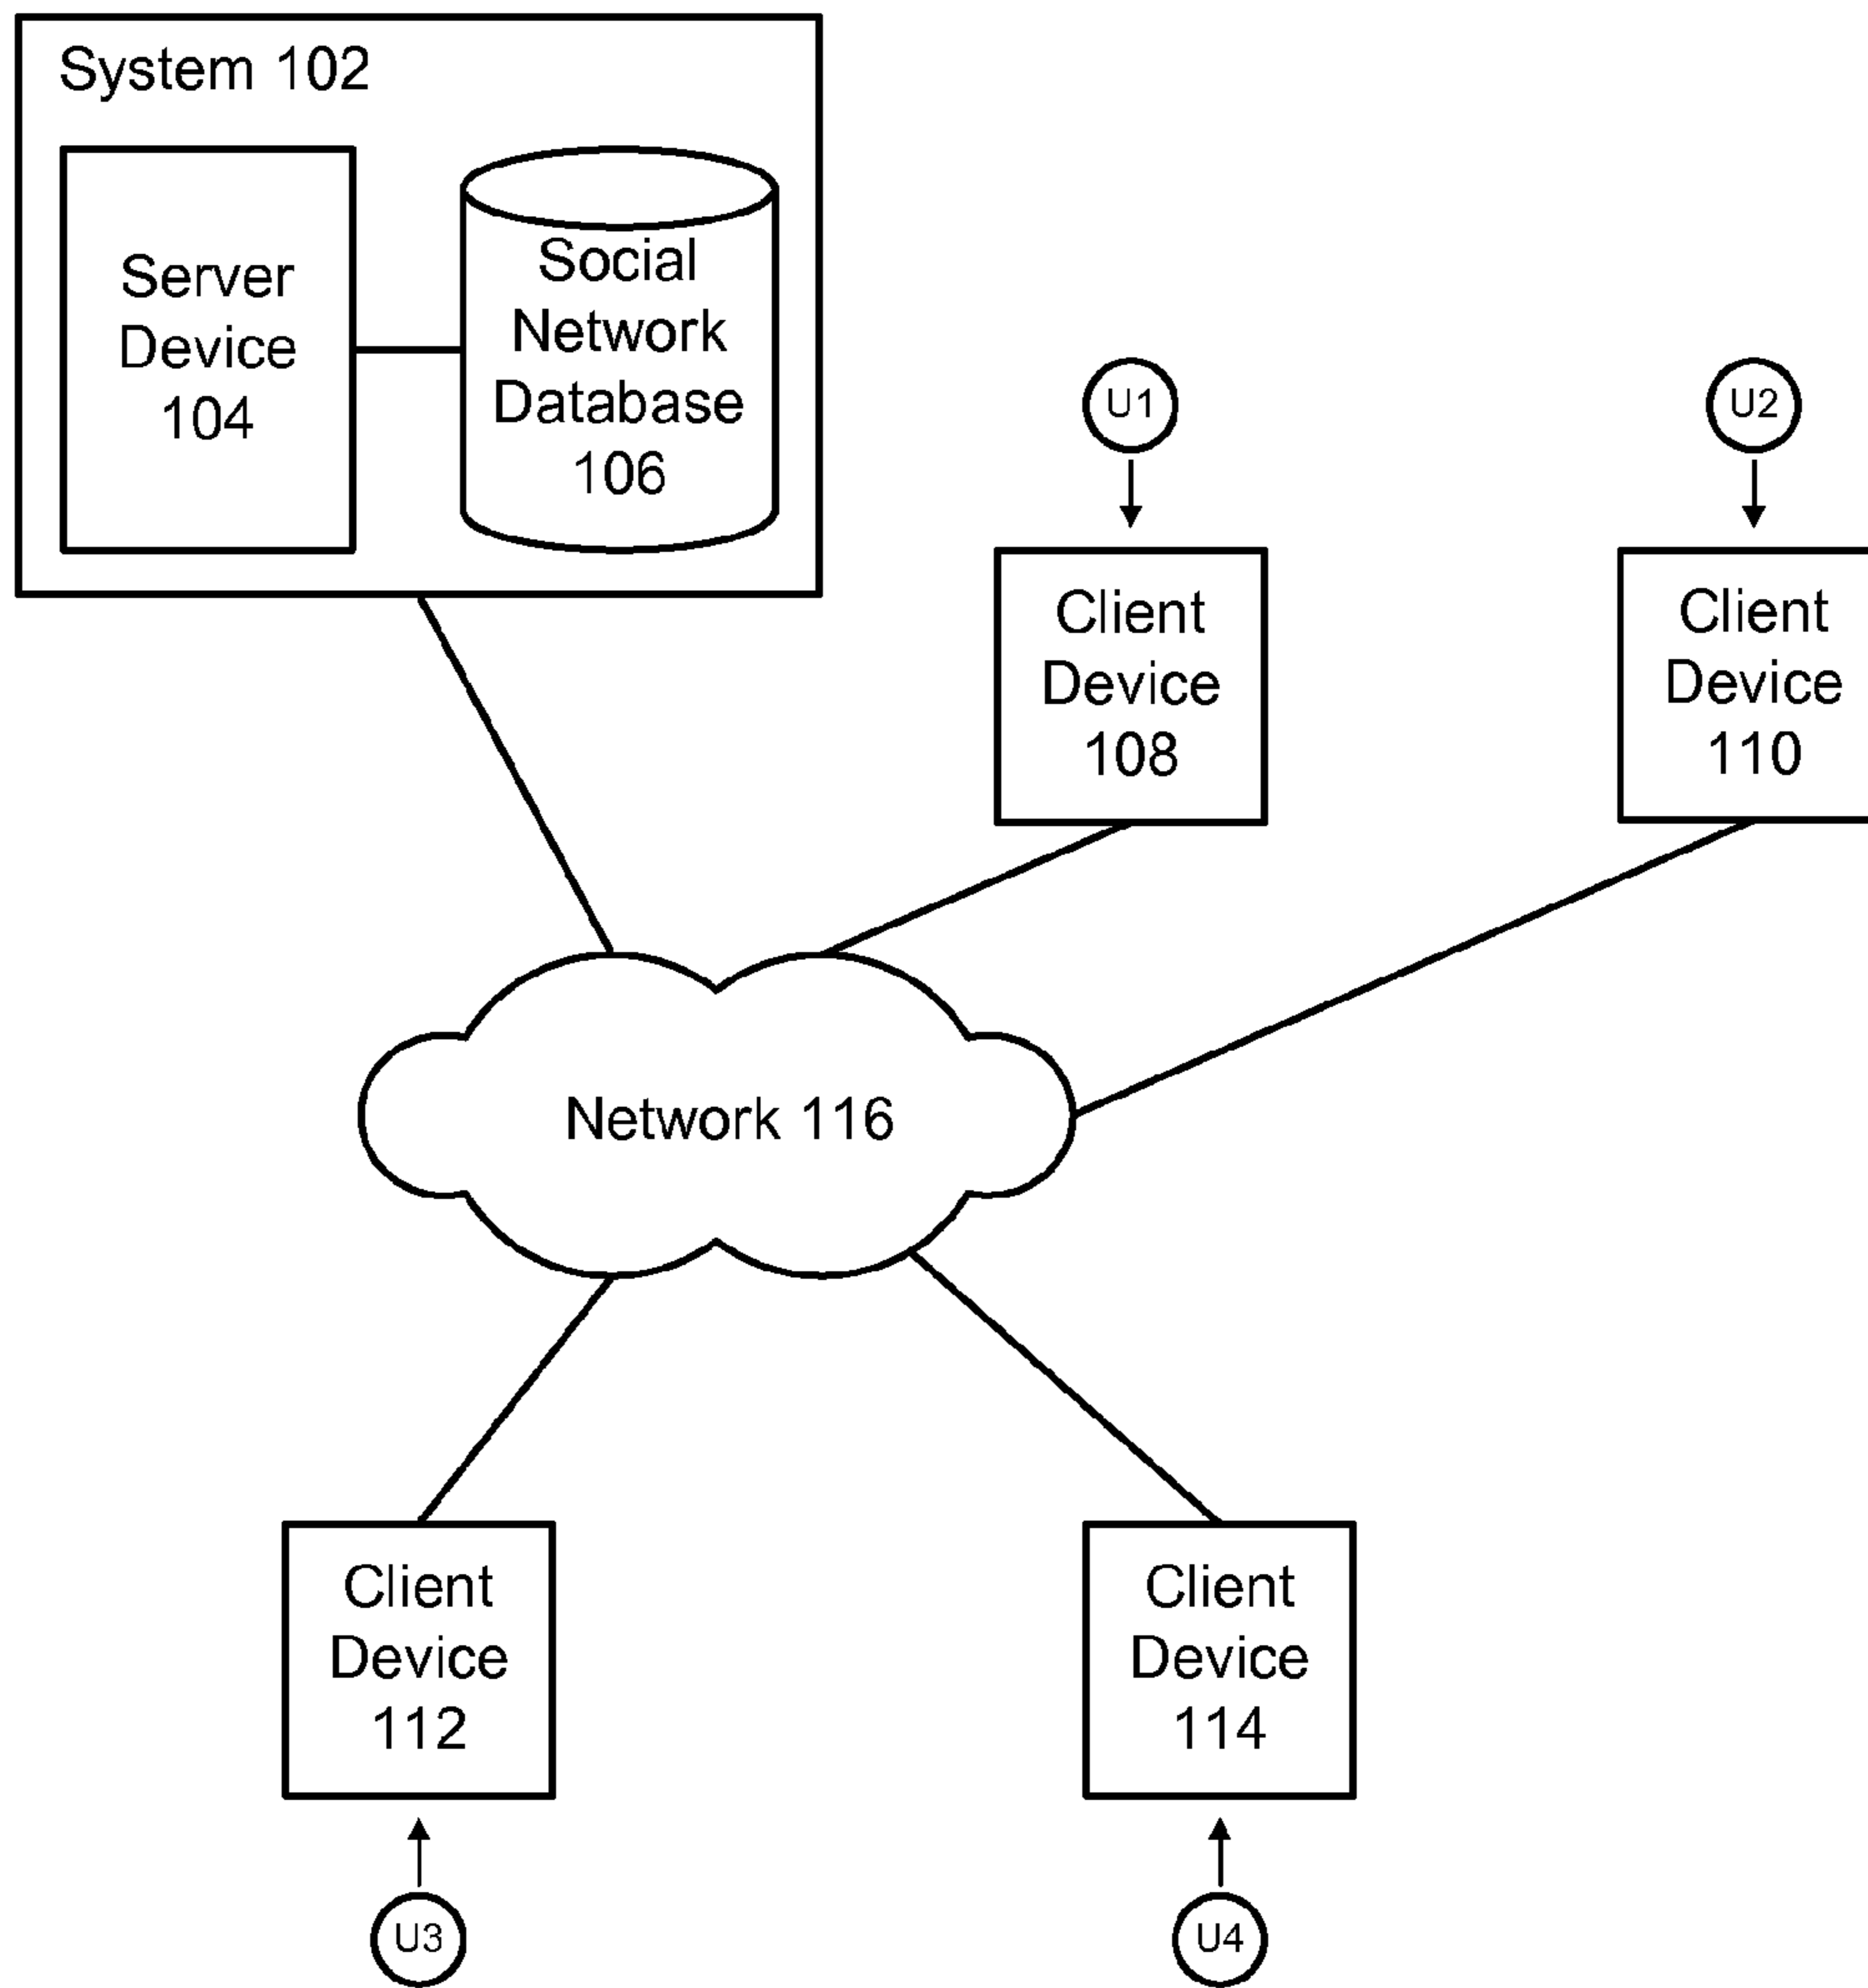 System 102
Server
Device
104
Social
Network
Database
106
U1
U2
Client
Device
108
Client
Device
110
Network 116
Client
Device
112
Client
Device
114
U3
U4